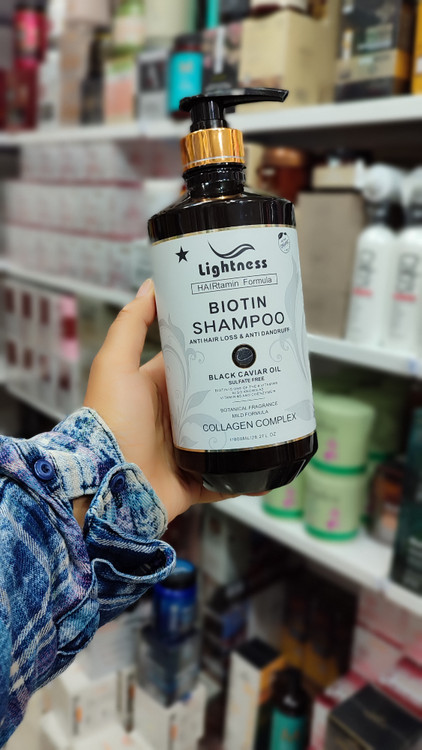 Lightness
HAIRtamin Formula
BIOTIN
SHAMPOO
ANTI HAIR LOSS & ANTI DANDRUFF
BLACK CAVIAR OIL
SULFATE FREE
BOTANICAL FRAGRANCE
MILD FORMULA
COLLAGEN COMPLEX